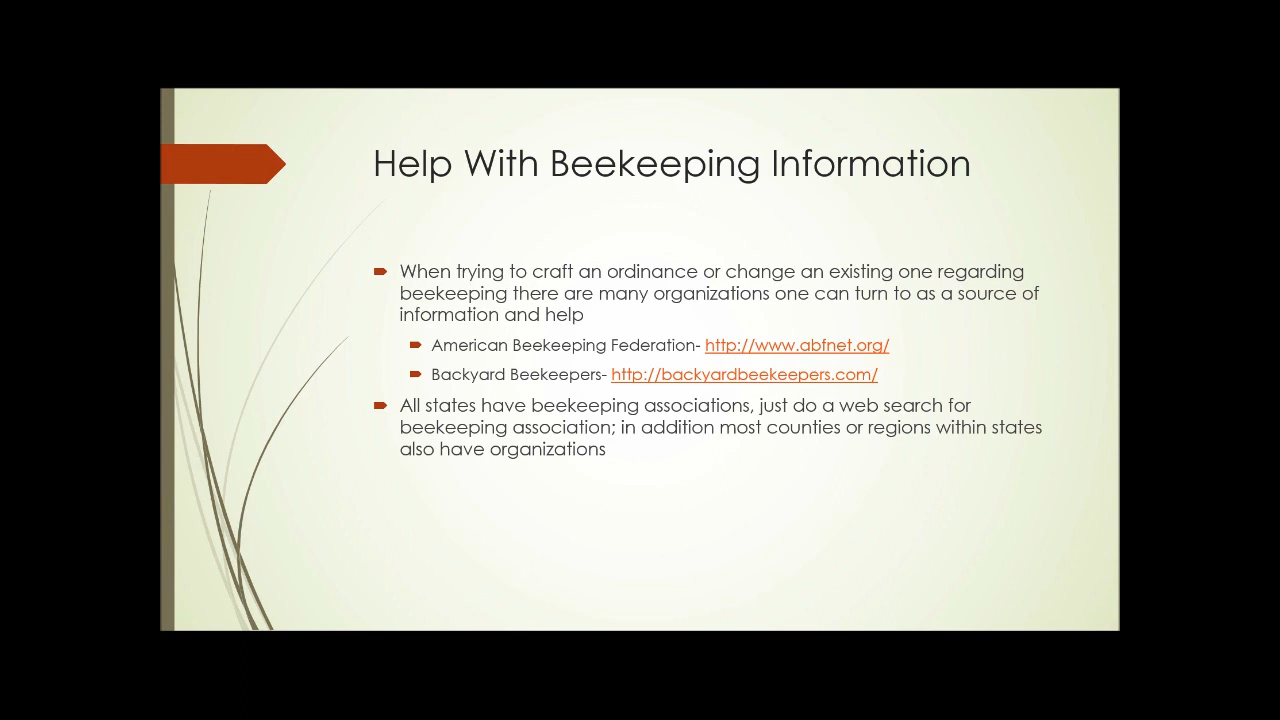 Help With Beekeeping Information
When trying to craft an ordinance or change an existing one regarding
beekeeping there are many organizations one can turn to as a source of
information and help
American Beekeeping Federation- http://www.abfnet.org/
Backyard Beekeepers- http://backyardbeekeepers.com/
All states have beekeeping associations, just do a web search for
beekeeping association; in addition most counties or regions within states
also have organizations